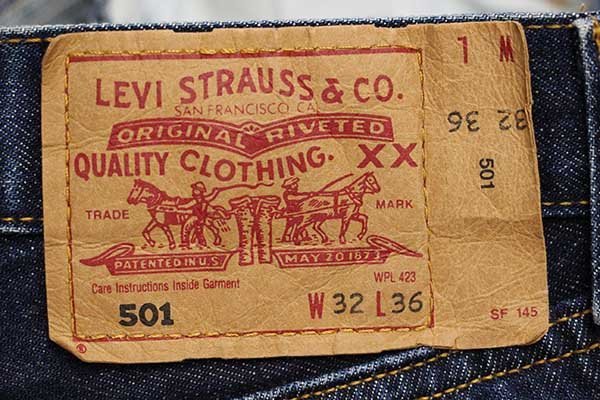 LEVI STRAUSS & CO.
SAN FRANCISCO CAL
ORIGINAL RIVETED
QUALITY CLOTHING. XX
TRADE MARK
PATENTED IN U.S. MAY 20 1873
WPL 423
Care Instructions Inside Garment
501 W 32 L 36
®
1 M
32 36
501
SF 145